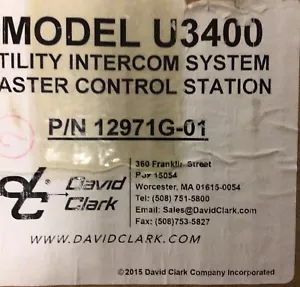 MODEL U3400
TILITY INTERCOM SYSTEM
ASTER CONTROL STATION
P/N 12971G-01
David
Clark
360 Franklin Street
15054
Worcester, MA 01615-0054
Tel: (508) 751-5800
Email: Sales@DavidClark.com
Fax: (508)753-5827
WWW.DAVIDCLARK.COM
© 2015 David Clark Company Incorporated